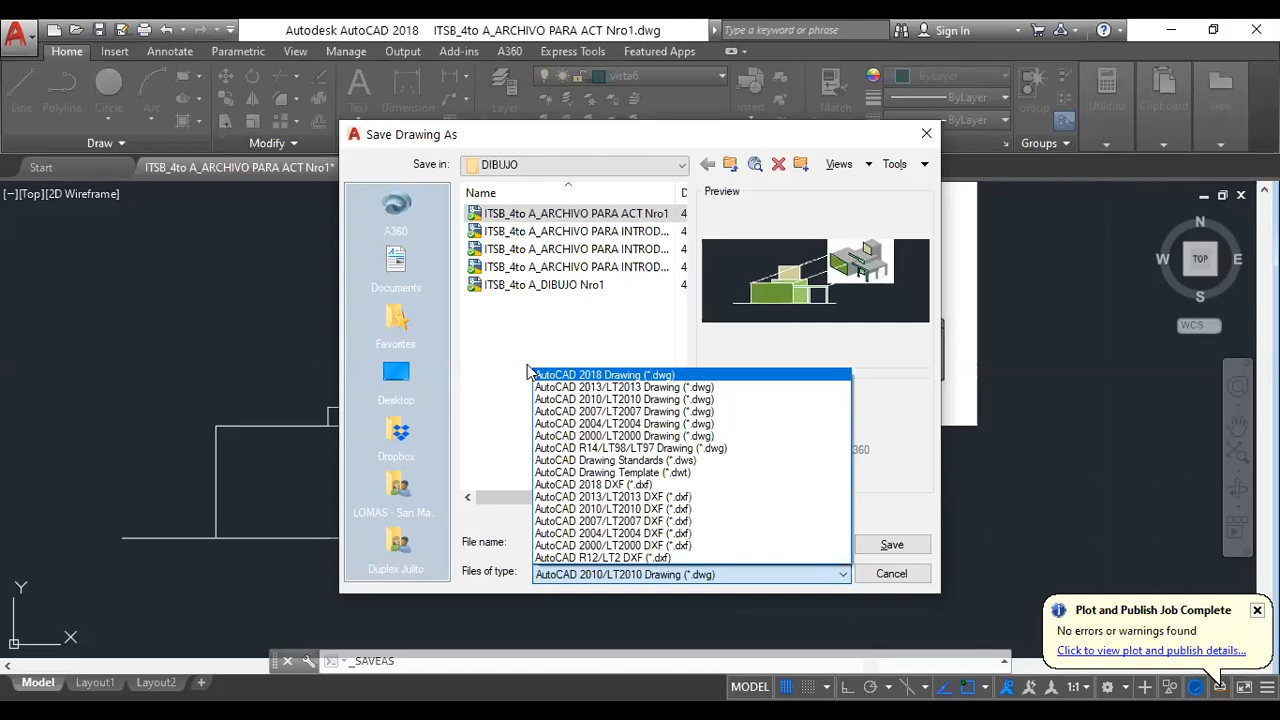 Autodesk AutoCAD 2018 ITSB_4to A_ARCHIVO PARA ACT Nro1.dwg
Type a keyword or phrase
Sign In
Home Insert Annotate Parametric View Manage Output Add-ins A360 Express Tools Featured Apps
vista6
ByLayer
ByLayer
ByLayer
Line Polyline Circle Arc Text Dimension Layer Insert Match Group Utilities Clipboard View
Draw Modify Groups
Start ITSB_4to A_ARCHIVO PARA ACT Nro1*
[−][Top][2D Wireframe]
Save Drawing As
Save in: DIBUJO Views Tools
Name D Preview
ITSB_4to A_ARCHIVO PARA ACT Nro1 4
ITSB_4to A_ARCHIVO PARA INTROD... 4
ITSB_4to A_ARCHIVO PARA INTROD... 4
ITSB_4to A_ARCHIVO PARA INTROD... 4
ITSB_4to A_DIBUJO Nro1 4
A360
Documents
Favorites
Desktop
Dropbox
LOMAS - San Ma...
Duplex Julito
AutoCAD 2018 Drawing (*.dwg)
AutoCAD 2013/LT2013 Drawing (*.dwg)
AutoCAD 2010/LT2010 Drawing (*.dwg)
AutoCAD 2007/LT2007 Drawing (*.dwg)
AutoCAD 2004/LT2004 Drawing (*.dwg)
AutoCAD 2000/LT2000 Drawing (*.dwg)
AutoCAD R14/LT98/LT97 Drawing (*.dwg)
AutoCAD Drawing Standards (*.dws)
AutoCAD Drawing Template (*.dwt)
AutoCAD 2018 DXF (*.dxf)
AutoCAD 2013/LT2013 DXF (*.dxf)
AutoCAD 2010/LT2010 DXF (*.dxf)
AutoCAD 2007/LT2007 DXF (*.dxf)
AutoCAD 2004/LT2004 DXF (*.dxf)
AutoCAD 2000/LT2000 DXF (*.dxf)
AutoCAD R12/LT2 DXF (*.dxf)
360
File name: Save
Files of type: AutoCAD 2010/LT2010 Drawing (*.dwg) Cancel
N
W TOP E
S
WCS
Y
X
Plot and Publish Job Complete
No errors or warnings found
Click to view plot and publish details...
_SAVEAS
Model Layout1 Layout2 +
MODEL 1:1